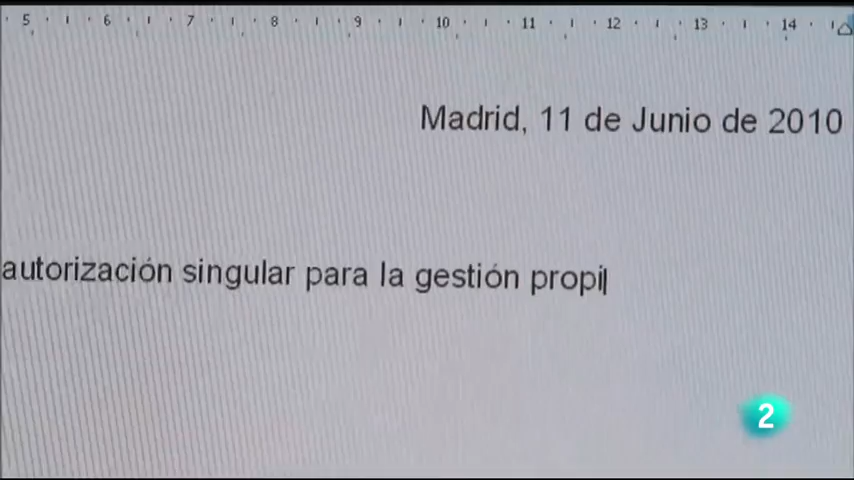 5 6 7 8 9 10 11 12 13 14
Madrid, 11 de Junio de 2010
autorización singular para la gestión propi
2